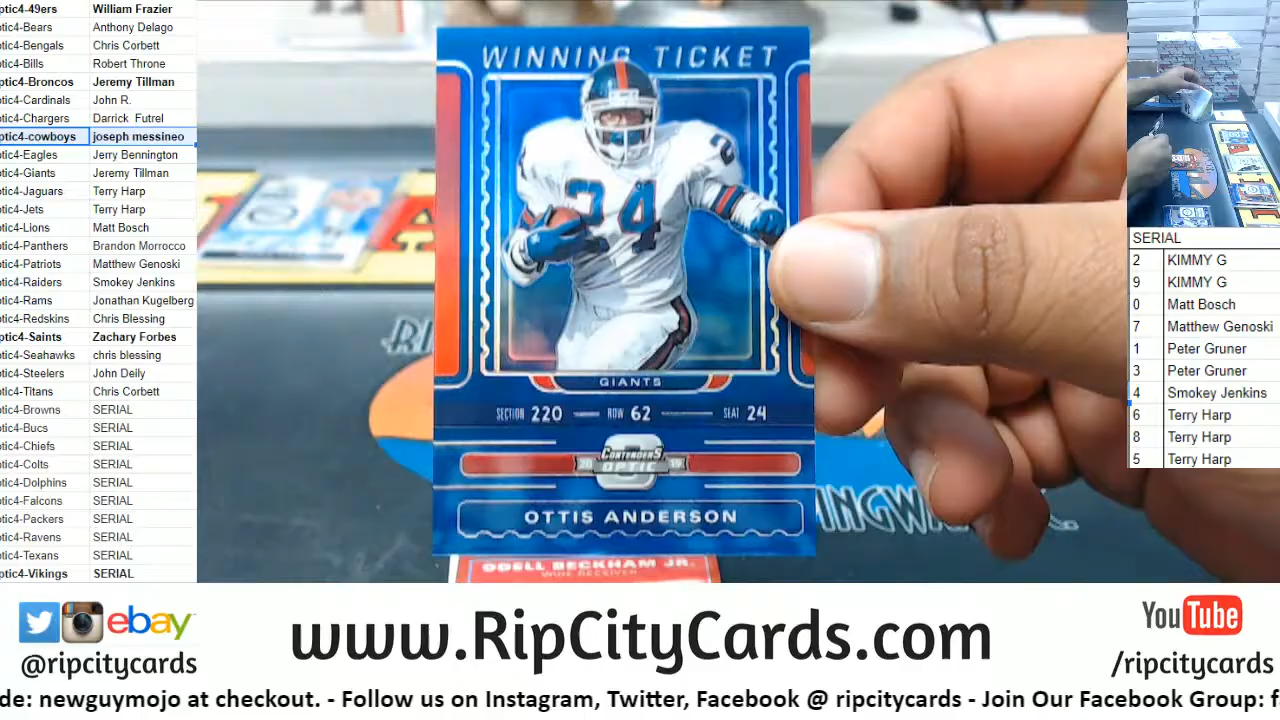 ptic4-49ers William Frazier
ptic4-Bears Anthony Delago
ptic4-Bengals Chris Corbett
ptic4-Bills Robert Throne
ptic4-Broncos Jeremy Tillman
ptic4-Cardinals John R.
ptic4-Chargers Darrick Futrel
ptic4-cowboys joseph messineo
ptic4-Eagles Jerry Bennington
ptic4-Giants Jeremy Tillman
ptic4-Jaguars Terry Harp
ptic4-Jets Terry Harp
ptic4-Lions Matt Bosch
ptic4-Panthers Brandon Morrocco
ptic4-Patriots Matthew Genoski
ptic4-Raiders Smokey Jenkins
ptic4-Rams Jonathan Kugelberg
ptic4-Redskins Chris Blessing
ptic4-Saints Zachary Forbes
ptic4-Seahawks chris blessing
ptic4-Steelers John Deily
ptic4-Titans Chris Corbett
ptic4-Browns SERIAL
ptic4-Bucs SERIAL
ptic4-Chiefs SERIAL
ptic4-Colts SERIAL
ptic4-Dolphins SERIAL
ptic4-Falcons SERIAL
ptic4-Packers SERIAL
ptic4-Ravens SERIAL
ptic4-Texans SERIAL
ptic4-Vikings SERIAL
WINNING TICKET
24
GIANTS
SECTION 220 — ROW 62 — SEAT 24
20 CONTENDERS 19
OPTIC
OTTIS ANDERSON
ODELL BECKHAM JR.
WIDE RECEIVER
SERIAL
2 KIMMY G
9 KIMMY G
0 Matt Bosch
7 Matthew Genoski
1 Peter Gruner
3 Peter Gruner
4 Smokey Jenkins
6 Terry Harp
8 Terry Harp
5 Terry Harp
ebay
@ripcitycards
www.RipCityCards.com
YouTube
/ripcitycards
de: newguymojo at checkout. - Follow us on Instagram, Twitter, Facebook @ ripcitycards - Join Our Facebook Group: f